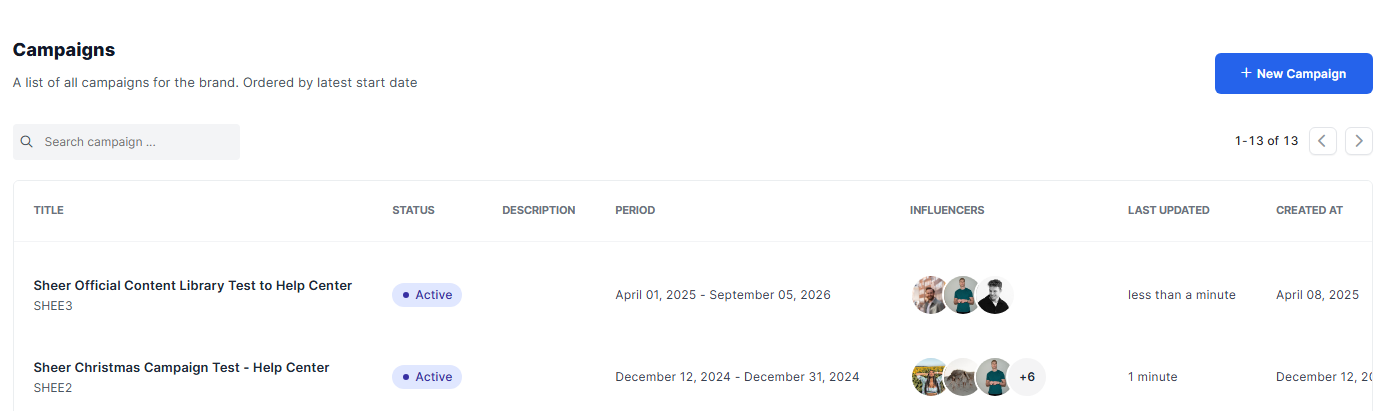 Campaigns
A list of all campaigns for the brand. Ordered by latest start date
+ New Campaign
Search campaign ...
1-13 of 13
TITLE STATUS DESCRIPTION PERIOD INFLUENCERS LAST UPDATED CREATED AT
Sheer Official Content Library Test to Help Center
SHEE3
Active
April 01, 2025 - September 05, 2026
less than a minute
April 08, 2025
Sheer Christmas Campaign Test - Help Center
SHEE2
Active
December 12, 2024 - December 31, 2024
+6
1 minute
December 12, 20